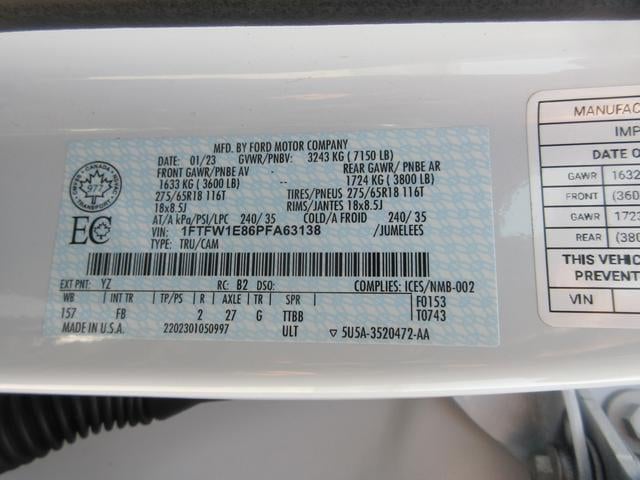 MFD. BY FORD MOTOR COMPANY
DATE: 01/23 GVWR/PNBV: 3243 KG ( 7150 LB)
FRONT GAWR/ PNBE AV REAR GAWR/ PNBE AR
1633 KG ( 3600 LB) -- 1724 KG ( 3800 LB)
275/65R18 116T TIRES/PNEUS 275/65R18 116T
18x8.5J RIMS/JANTES 18x8.5J
AT/A kPa/PSI/LPC 240/ 35 COLD/A FROID 240/ 35
VIN: 1FTFW1E86PFA63138 /JUMELEES
TYPE: TRU/CAM
CANADA
977
TRANSPORT
EC
EXT PNT: YZ RC: B2 DSO: COMPLIES: ICES/NMB-002
WB INT TR TP/PS R AXLE TR SPR F0153
157 FB 2 27 G TTBB T0743
MADE IN U.S.A. 2202301050997 ULT ▽ 5U5A-3520472-AA
MANUFAC
IMP
DATE O
GAWR 1632
FRONT (360
GAWR 1723
REAR (380
THIS VEHIC
PREVENT
VIN